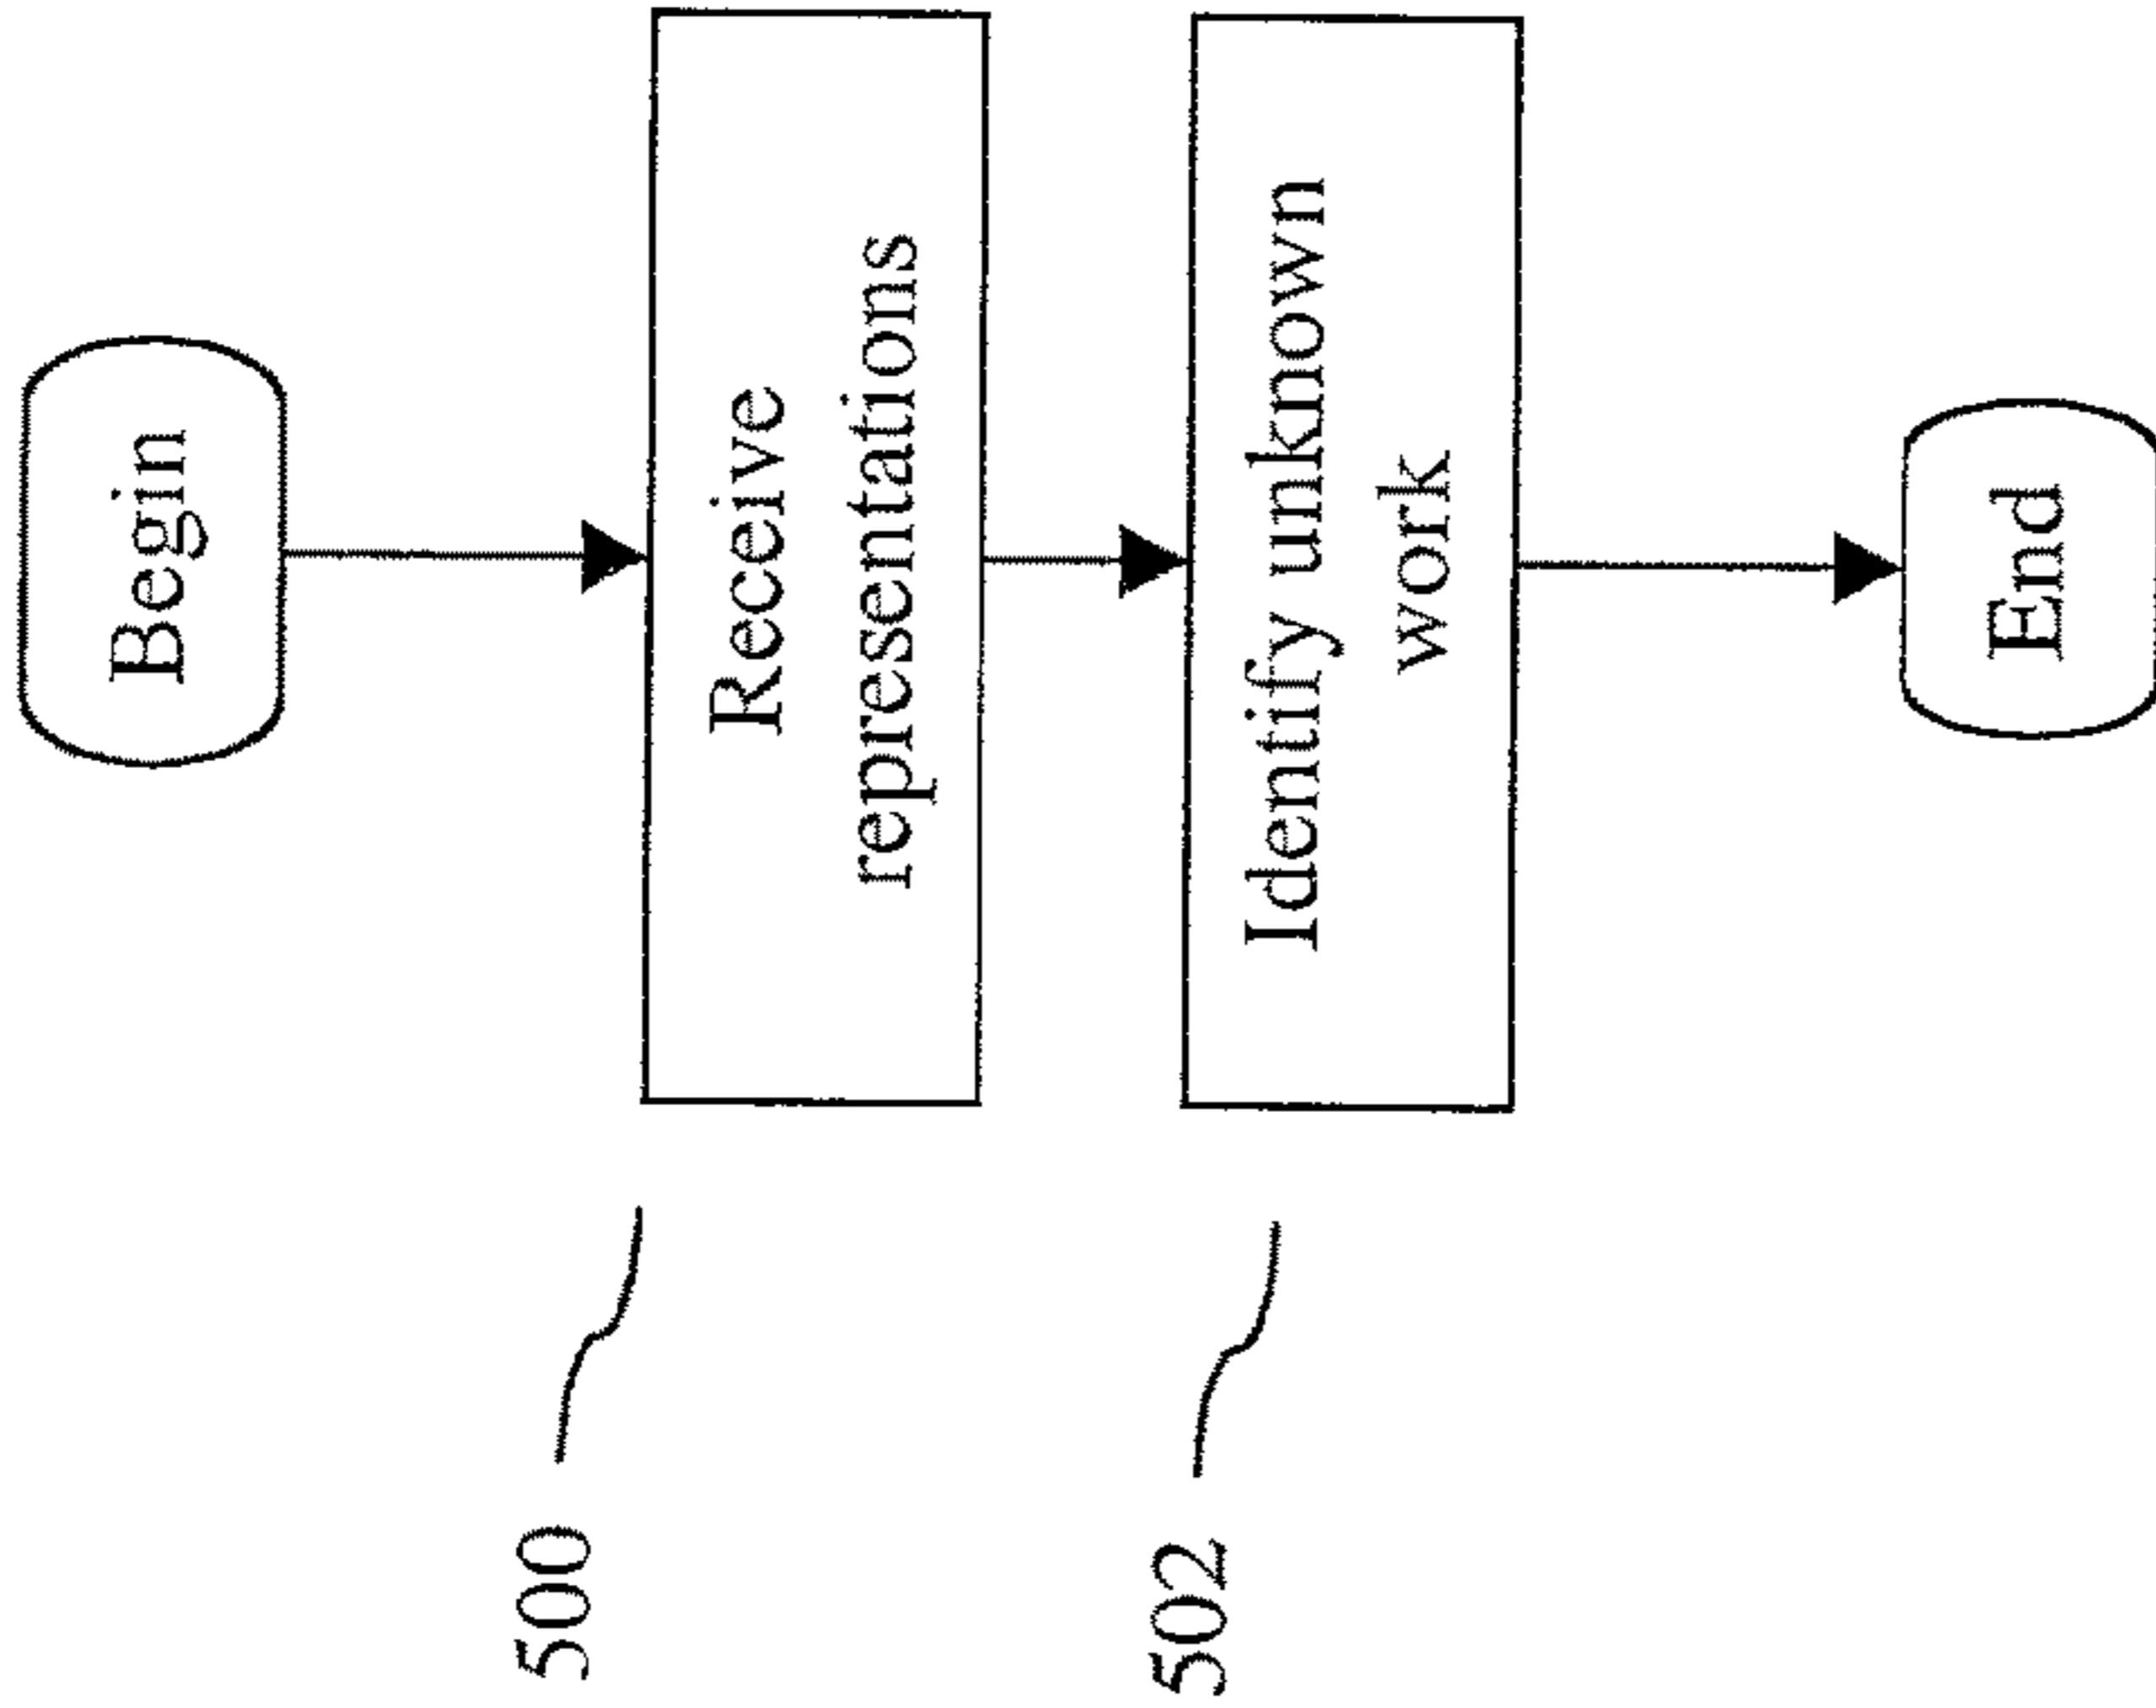 Begin
500
Receive
representations
502
Identify unknown
work
End